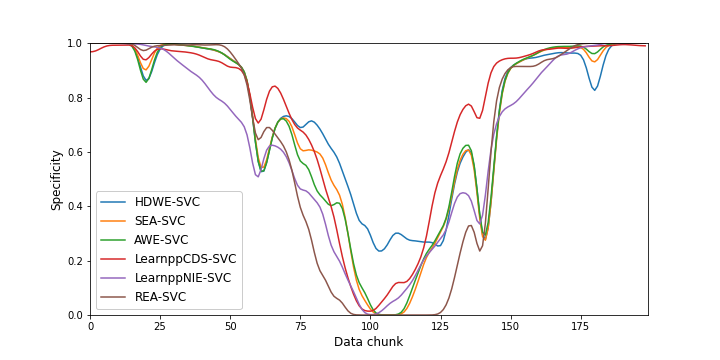 1.0
0.8
0.6
0.4
0.2
0.0
Specificity
HDWE-SVC
SEA-SVC
AWE-SVC
LearnppCDS-SVC
LearnppNIE-SVC
REA-SVC
0 25 50 75 100 125 150 175
Data chunk